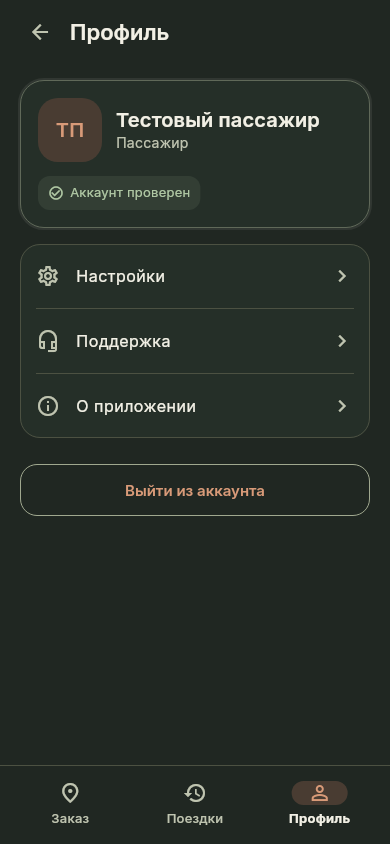 Профиль
ТП
Тестовый пассажир
Пассажир
Аккаунт проверен
Настройки
Поддержка
О приложении
Выйти из аккаунта
Заказ
Поездки
Профиль